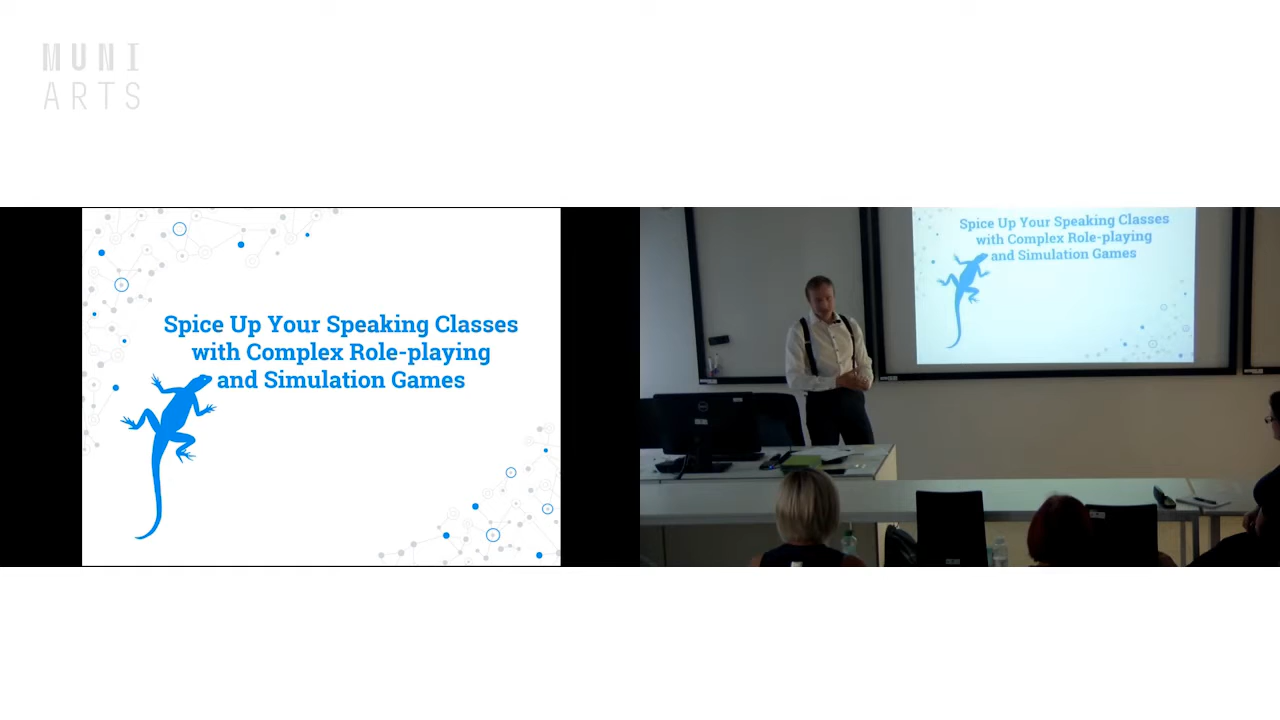 MUNI
ARTS
Spice Up Your Speaking Classes
with Complex Role-playing
and Simulation Games
Spice Up Your Speaking Classes
with Complex Role-playing
and Simulation Games